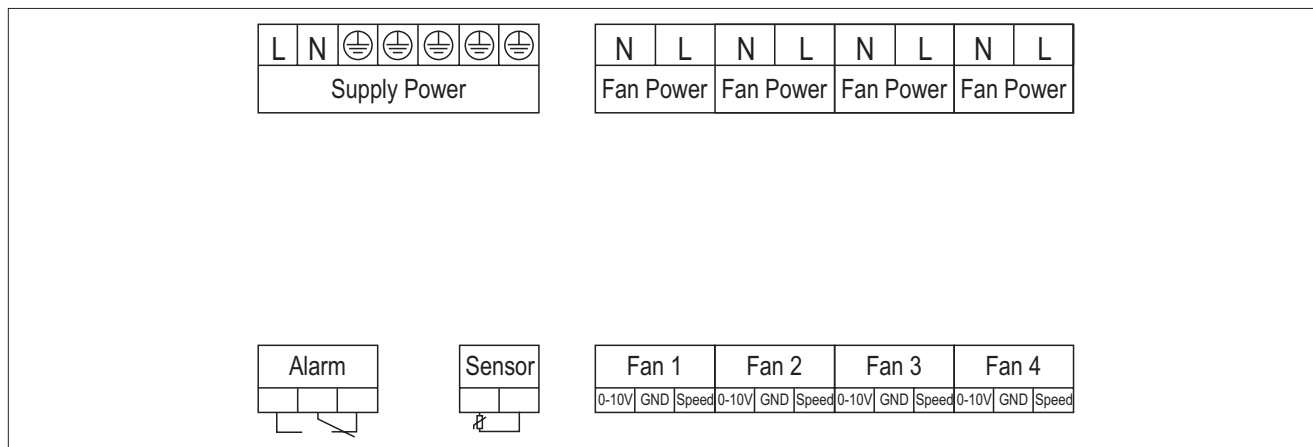 L N
N L N L N L N L
Supply Power
Fan Power Fan Power Fan Power Fan Power
Alarm
Sensor
Fan 1 Fan 2 Fan 3 Fan 4
0-10V GND Speed 0-10V GND Speed 0-10V GND Speed 0-10V GND Speed